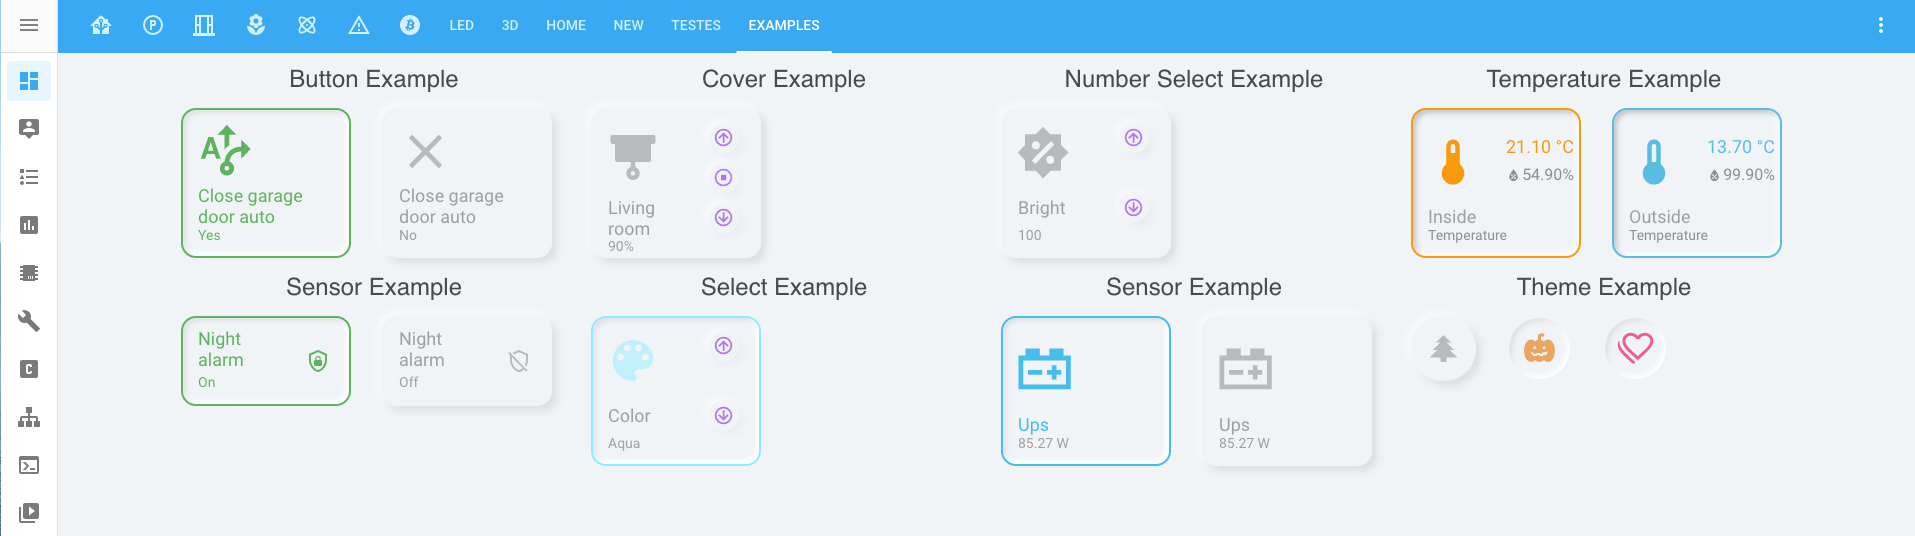 LED 3D HOME NEW TESTES EXAMPLES
Button Example
Close garage
door auto
Yes
Close garage
door auto
No
Cover Example
Living
room
90%
Number Select Example
Bright
100
Temperature Example
21.10 °C
54.90%
Inside
Temperature
13.70 °C
99.90%
Outside
Temperature
Sensor Example
Night
alarm
On
Night
alarm
Off
Select Example
Color
Aqua
Sensor Example
Ups
85.27 W
Ups
85.27 W
Theme Example